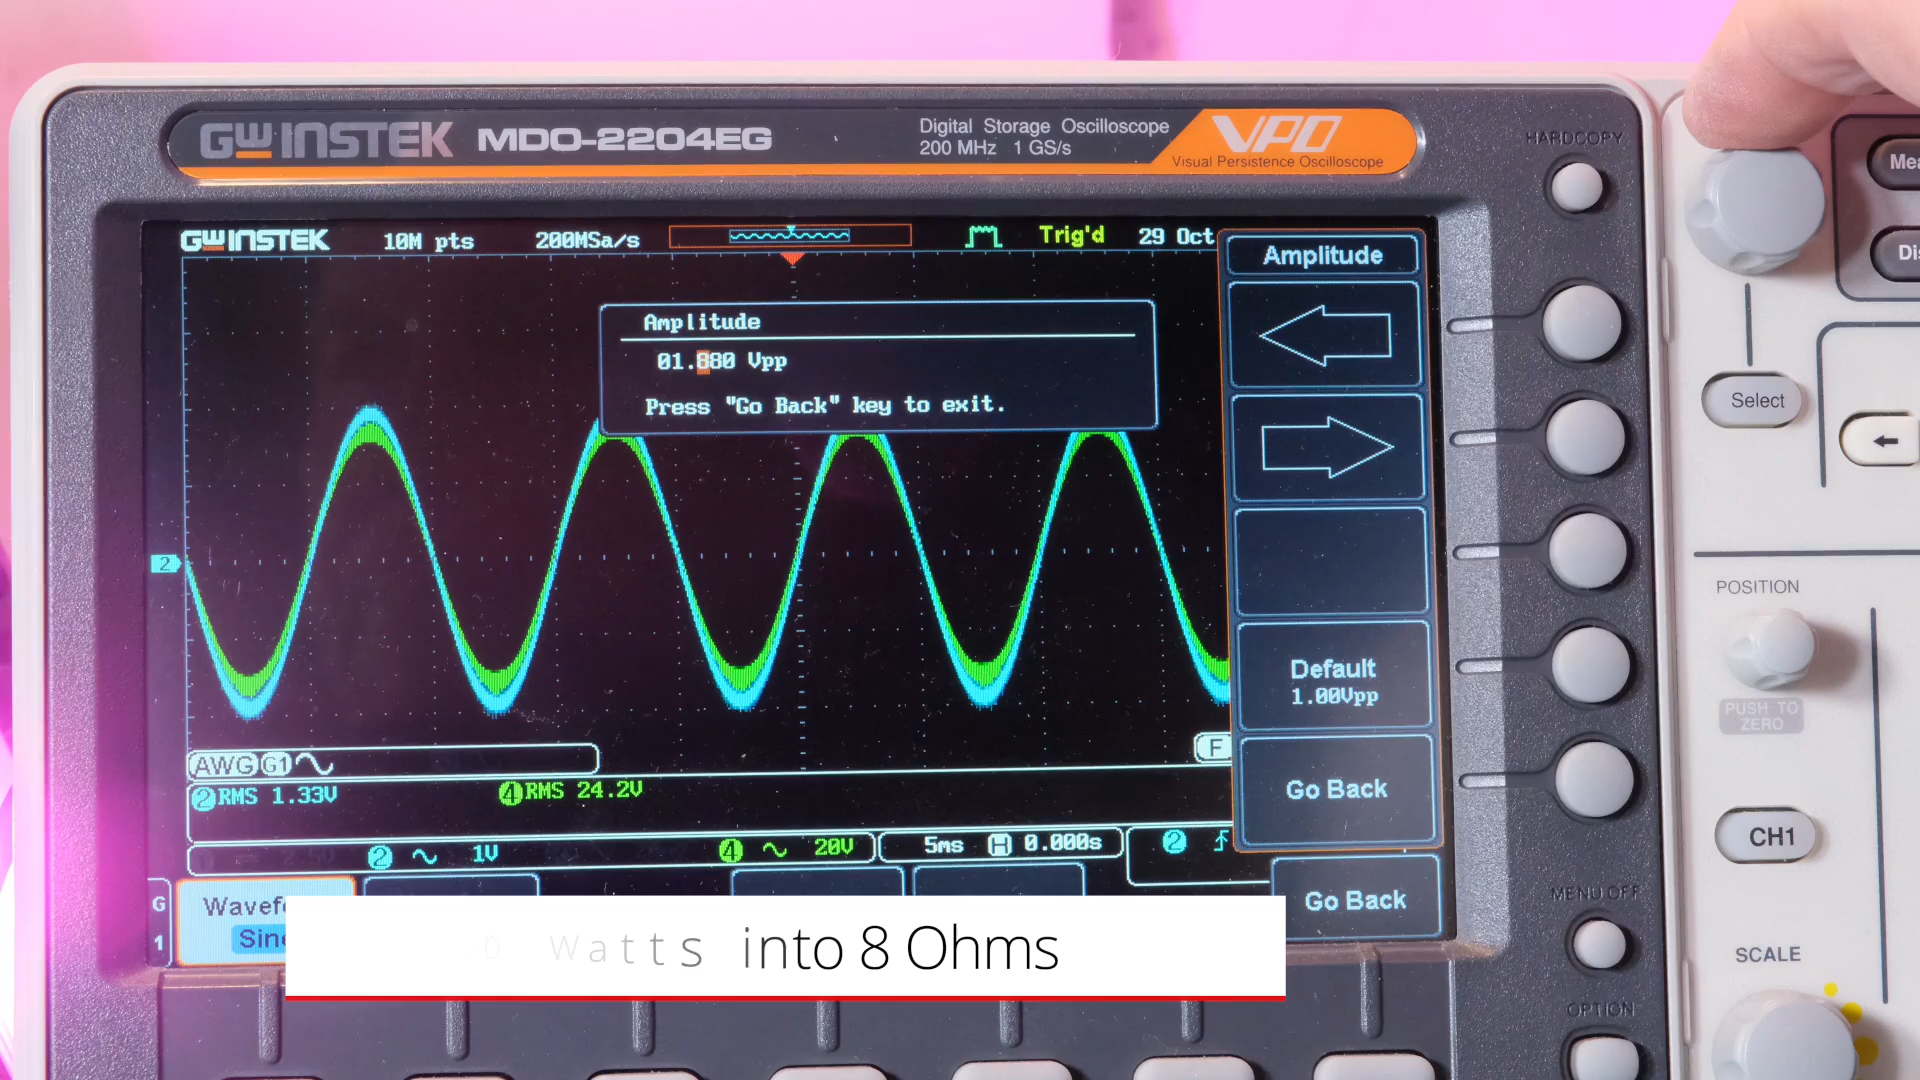 GW INSTEK MDO-2204EG
Digital Storage Oscilloscope
200 MHz 1 GS/s
VPO
Visual Persistence Oscilloscope
HARDCOPY
GW INSTEK 10M pts 200MSa/s Trig'd 29 Oct
Amplitude
Amplitude
01.880 Vpp
Press "Go Back" key to exit.
Select
2
Default
1.00Vpp
POSITION
PUSH TO
ZERO
AWG G1
F
Go Back
2 RMS 1.33V 4 RMS 24.2V
2 1V 4 20V 5ms H 0.000s 2
CH1
MENU OFF
G
1
Go Back
Watts into 8 Ohms
SCALE
OPTION